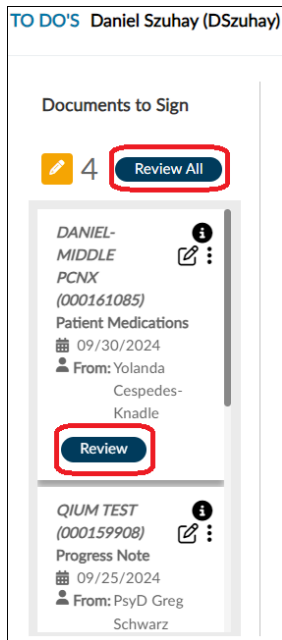 TO DO'S Daniel Szuhay (DSzuhay)
Documents to Sign
4 Review All
DANIEL-
MIDDLE
PCNX
(000161085)
Patient Medications
09/30/2024
From: Yolanda
Cespedes-
Knadle
Review
QIUM TEST
(000159908)
Progress Note
09/25/2024
From: PsyD Greg
Schwarz